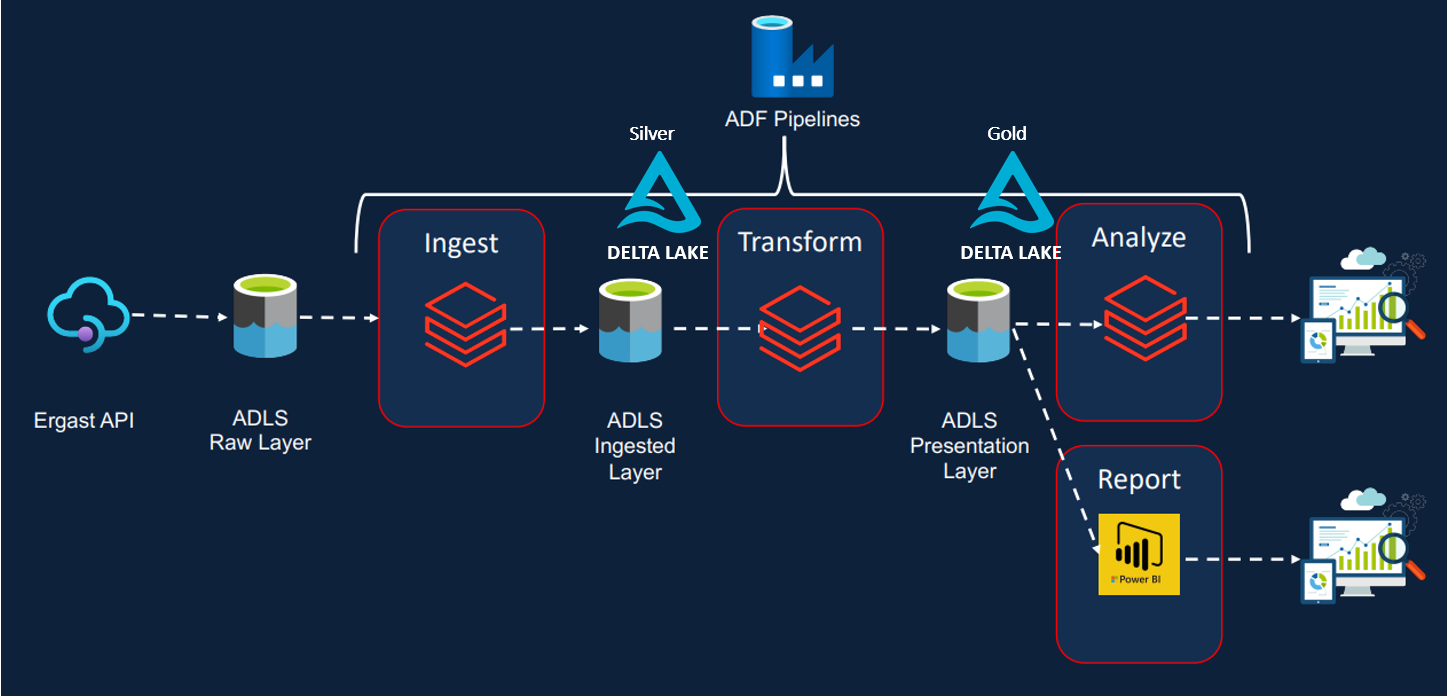 ADF Pipelines
Silver
Gold
DELTA LAKE
DELTA LAKE
Ingest
Transform
Analyze
Ergast API
ADLS
Raw Layer
ADLS
Ingested
Layer
ADLS
Presentation
Layer
Report
Power BI